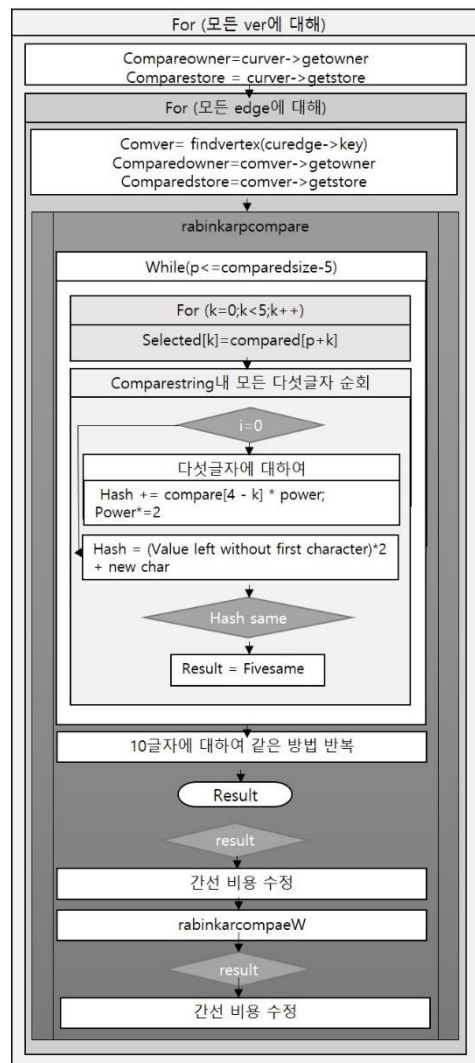 For (모든 ver에 대해)
Compareowner=curver->getowner
Comparestore = curver->getstore
For (모든 edge에 대해)
Comver= findvertex(curedge->key)
Comparedowner=comver->getowner
Comparedstore=comver->getstore
rabinkarpcompare
While(p<=comparedsize-5)
For (k=0;k<5;k++)
Selected[k]=compared[p+k]
Comparestring내 모든 다섯글자 순회
i=0
다섯글자에 대하여
Hash += compare[4 - k] * power;
Power*=2
Hash = (Value left without first character)*2
+ new char
Hash same
Result = Fivesame
10글자에 대하여 같은 방법 반복
Result
result
간선 비용 수정
rabinkarcompaeW
result
간선 비용 수정